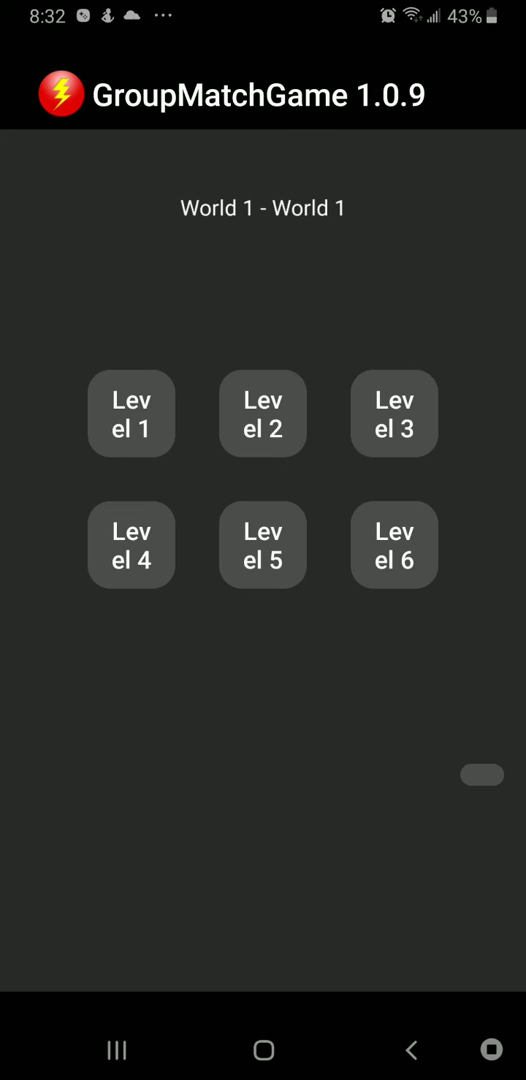 8:32
43%
GroupMatchGame 1.0.9
World 1 - World 1
Lev
el 1
Lev
el 2
Lev
el 3
Lev
el 4
Lev
el 5
Lev
el 6